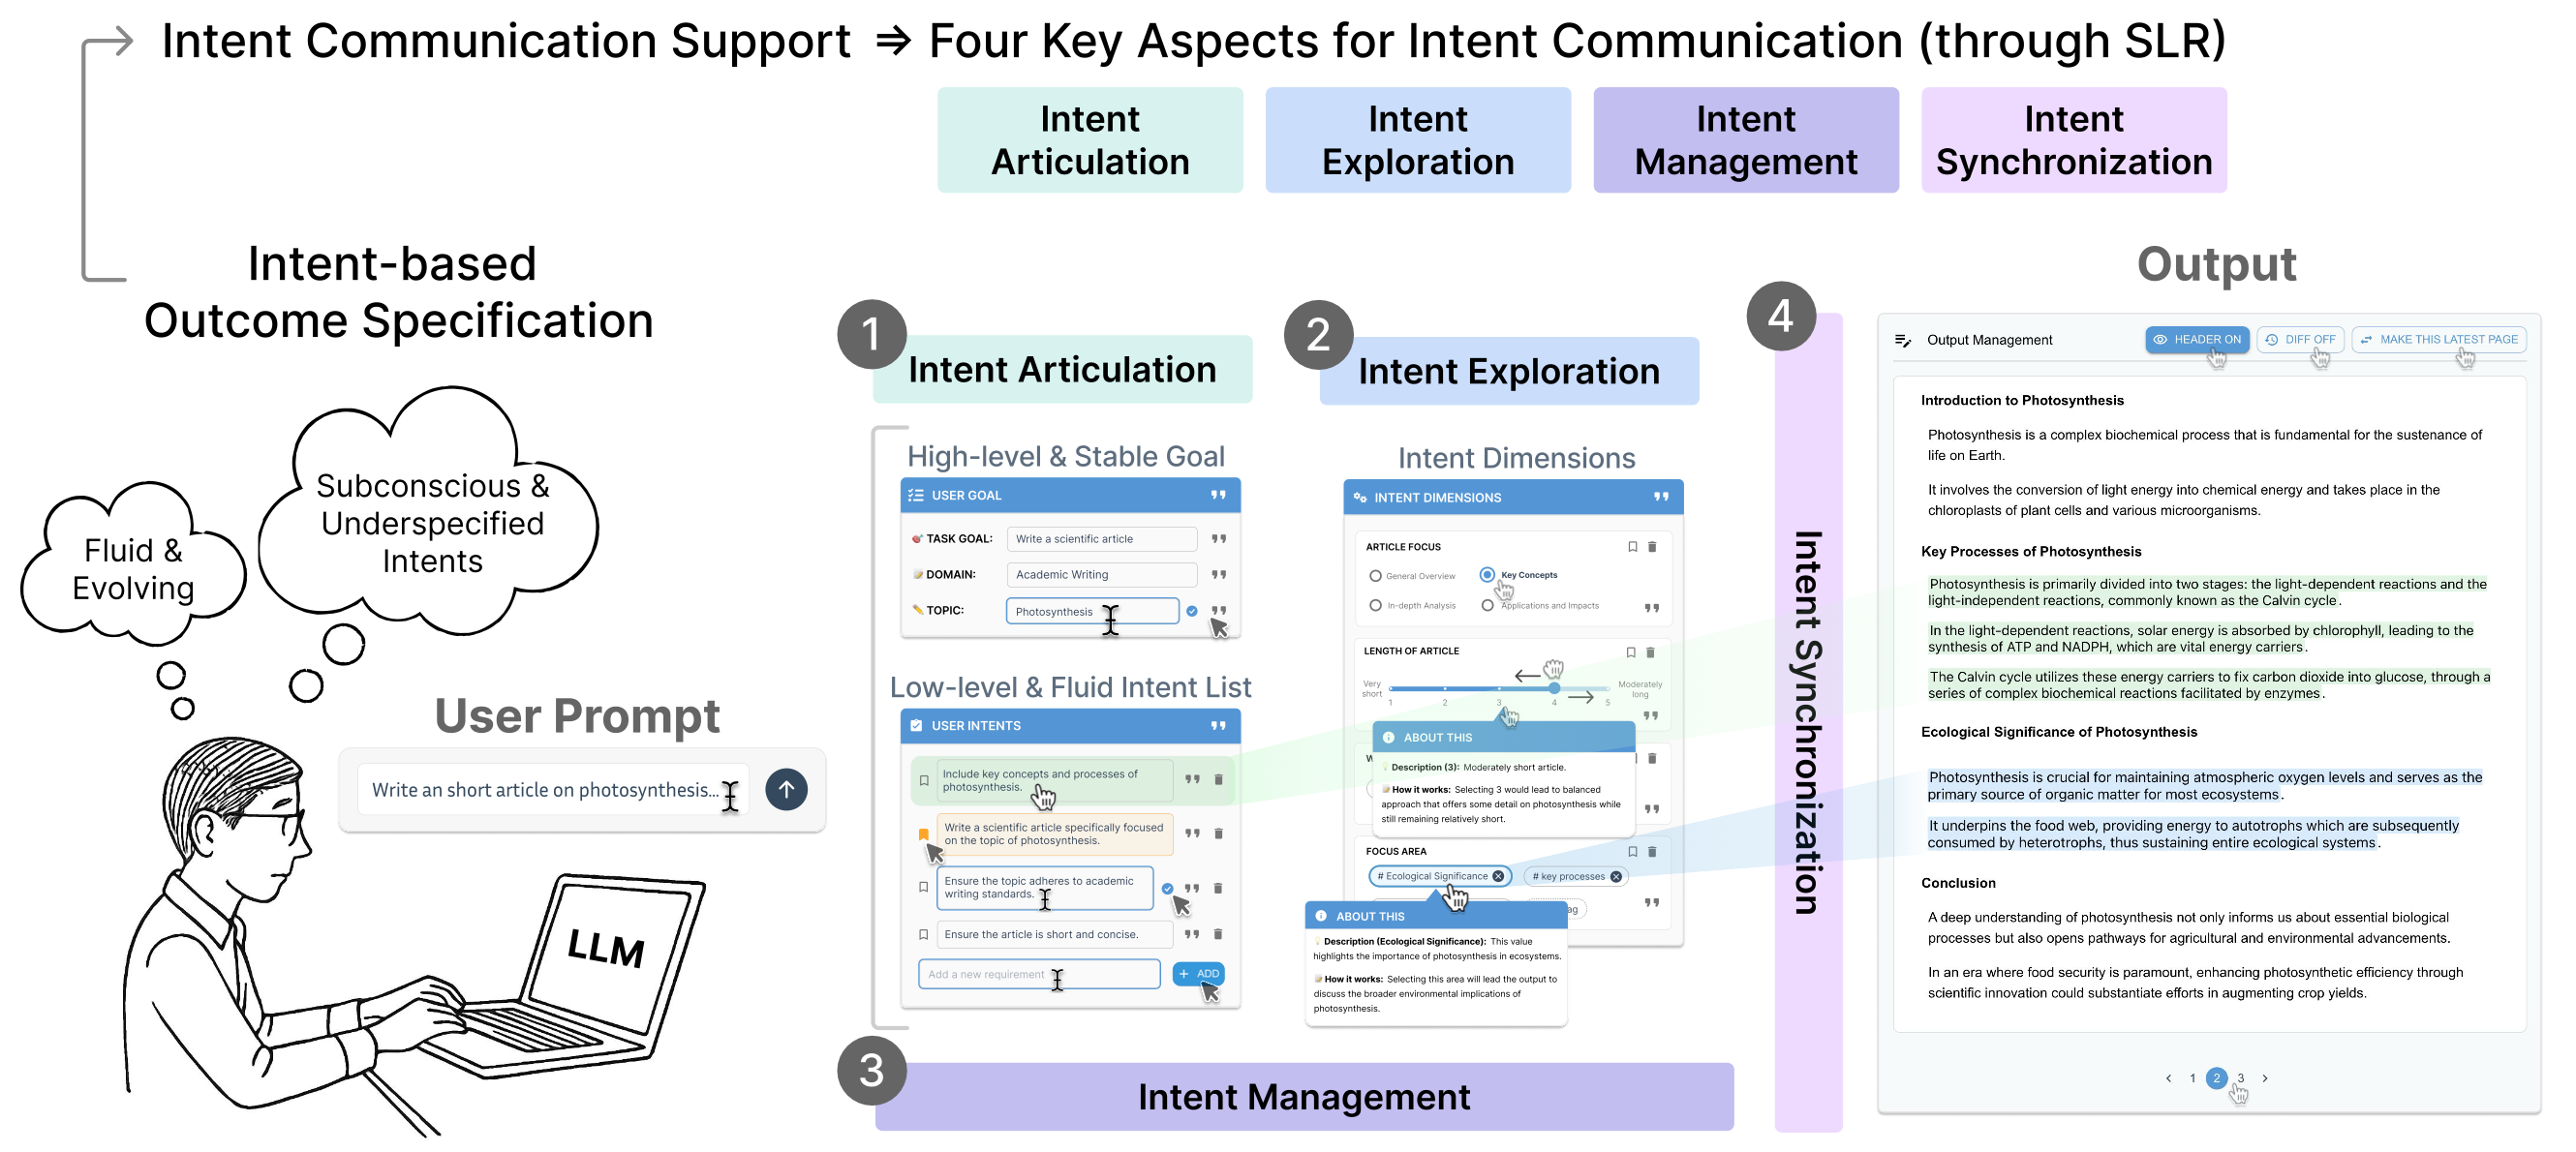 Intent Communication Support ⇒ Four Key Aspects for Intent Communication (through SLR)
Intent
Articulation
Intent
Exploration
Intent
Management
Intent
Synchronization
Intent-based
Outcome Specification
Fluid &
Evolving
Subconscious &
Underspecified
Intents
User Prompt
Write an short article on photosynthesis...
LLM
1
Intent Articulation
High-level & Stable Goal
USER GOAL
TASK GOAL:
Write a scientific article
DOMAIN:
Academic Writing
TOPIC:
Photosynthesis
Low-level & Fluid Intent List
USER INTENTS
Include key concepts and processes of
photosynthesis.
Write a scientific article specifically focused
on the topic of photosynthesis.
Ensure the topic adheres to academic
writing standards.
Ensure the article is short and concise.
Add a new requirement
+ ADD
2
Intent Exploration
Intent Dimensions
INTENT DIMENSIONS
ARTICLE FOCUS
General Overview
Key Concepts
In-depth Analysis
Applications and Impacts
LENGTH OF ARTICLE
Very
short
1 2 3 4 5
Moderately
long
ABOUT THIS
Description (3): Moderately short article.
How it works: Selecting 3 would lead to balanced
approach that offers some detail on photosynthesis while
still remaining relatively short.
FOCUS AREA
# Ecological Significance
# key processes
ABOUT THIS
Description (Ecological Significance): This value
highlights the importance of photosynthesis in ecosystems.
How it works: Selecting this area will lead the output to
discuss the broader environmental implications of
photosynthesis.
3
Intent Management
4
Intent Synchronization
Output
Output Management
HEADER ON
DIFF OFF
MAKE THIS LATEST PAGE
Introduction to Photosynthesis
Photosynthesis is a complex biochemical process that is fundamental for the sustenance of
life on Earth.
It involves the conversion of light energy into chemical energy and takes place in the
chloroplasts of plant cells and various microorganisms.
Key Processes of Photosynthesis
Photosynthesis is primarily divided into two stages: the light-dependent reactions and the
light-independent reactions, commonly known as the Calvin cycle.
In the light-dependent reactions, solar energy is absorbed by chlorophyll, leading to the
synthesis of ATP and NADPH, which are vital energy carriers.
The Calvin cycle utilizes these energy carriers to fix carbon dioxide into glucose, through a
series of complex biochemical reactions facilitated by enzymes.
Ecological Significance of Photosynthesis
Photosynthesis is crucial for maintaining atmospheric oxygen levels and serves as the
primary source of organic matter for most ecosystems.
It underpins the food web, providing energy to autotrophs which are subsequently
consumed by heterotrophs, thus sustaining entire ecological systems.
Conclusion
A deep understanding of photosynthesis not only informs us about essential biological
processes but also opens pathways for agricultural and environmental advancements.
In an era where food security is paramount, enhancing photosynthetic efficiency through
scientific innovation could substantiate efforts in augmenting crop yields.
‹ 1 2 3 ›